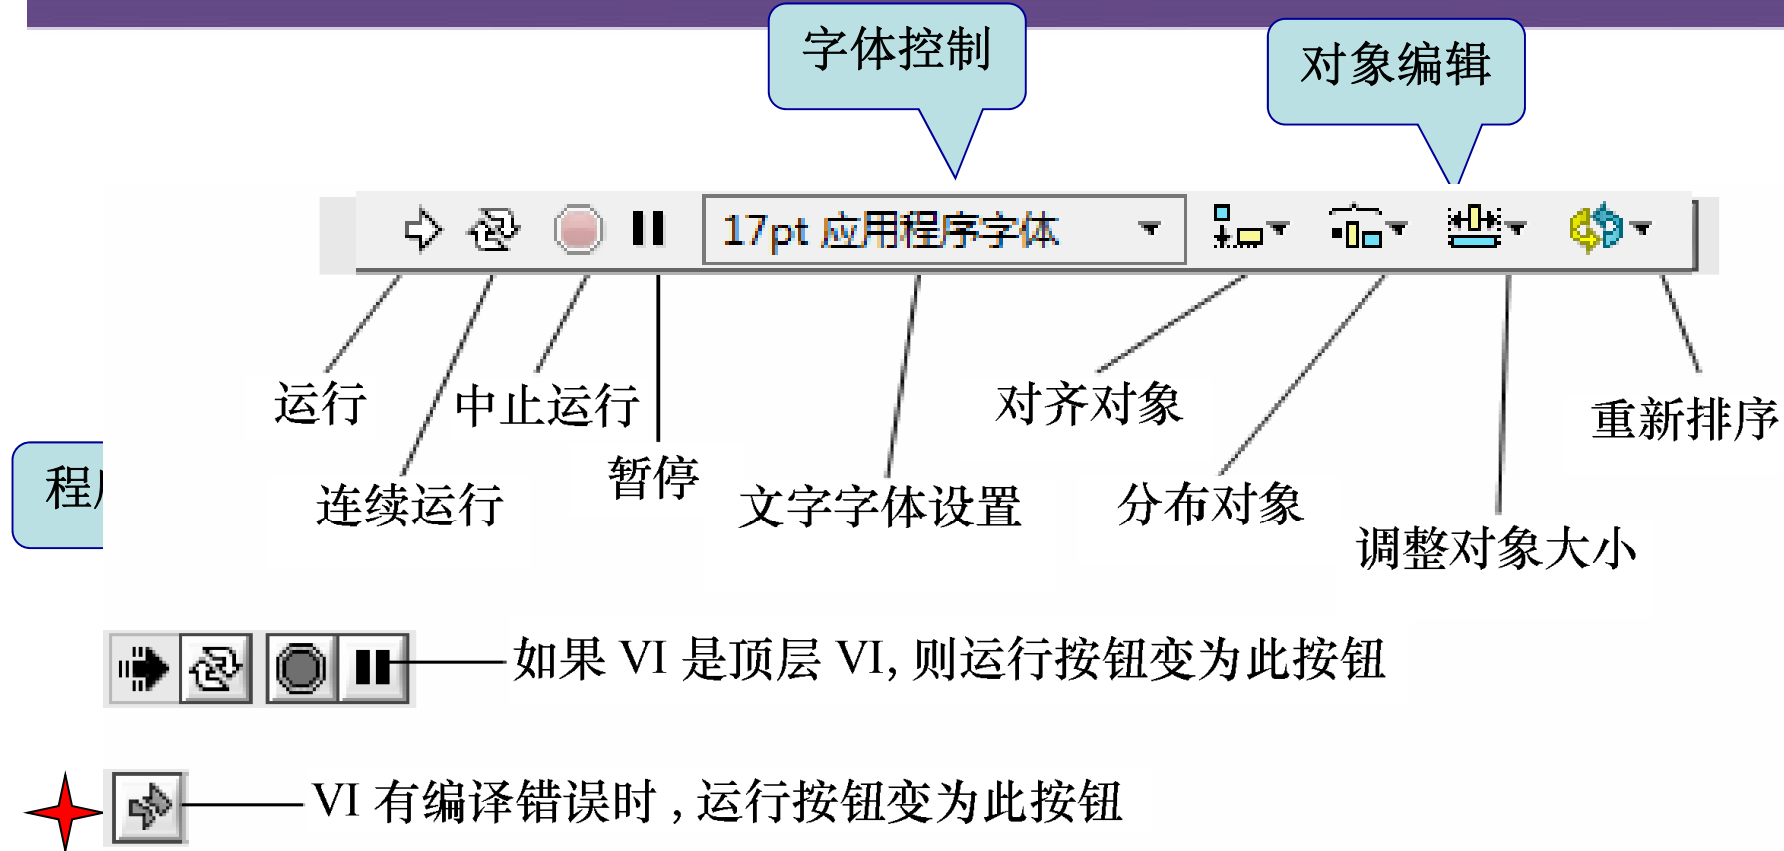 字体控制
对象编辑
17pt 应用程序字体
运行
中止运行
对齐对象
重新排序
程
暂停
连续运行
文字字体设置
分布对象
调整对象大小
如果 VI 是顶层 VI, 则运行按钮变为此按钮
VI 有编译错误时 , 运行按钮变为此按钮